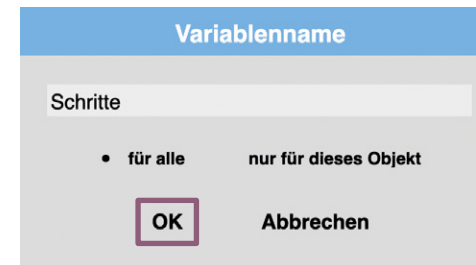 Variablenname
Schritte
• für alle nur für dieses Objekt
OK Abbrechen